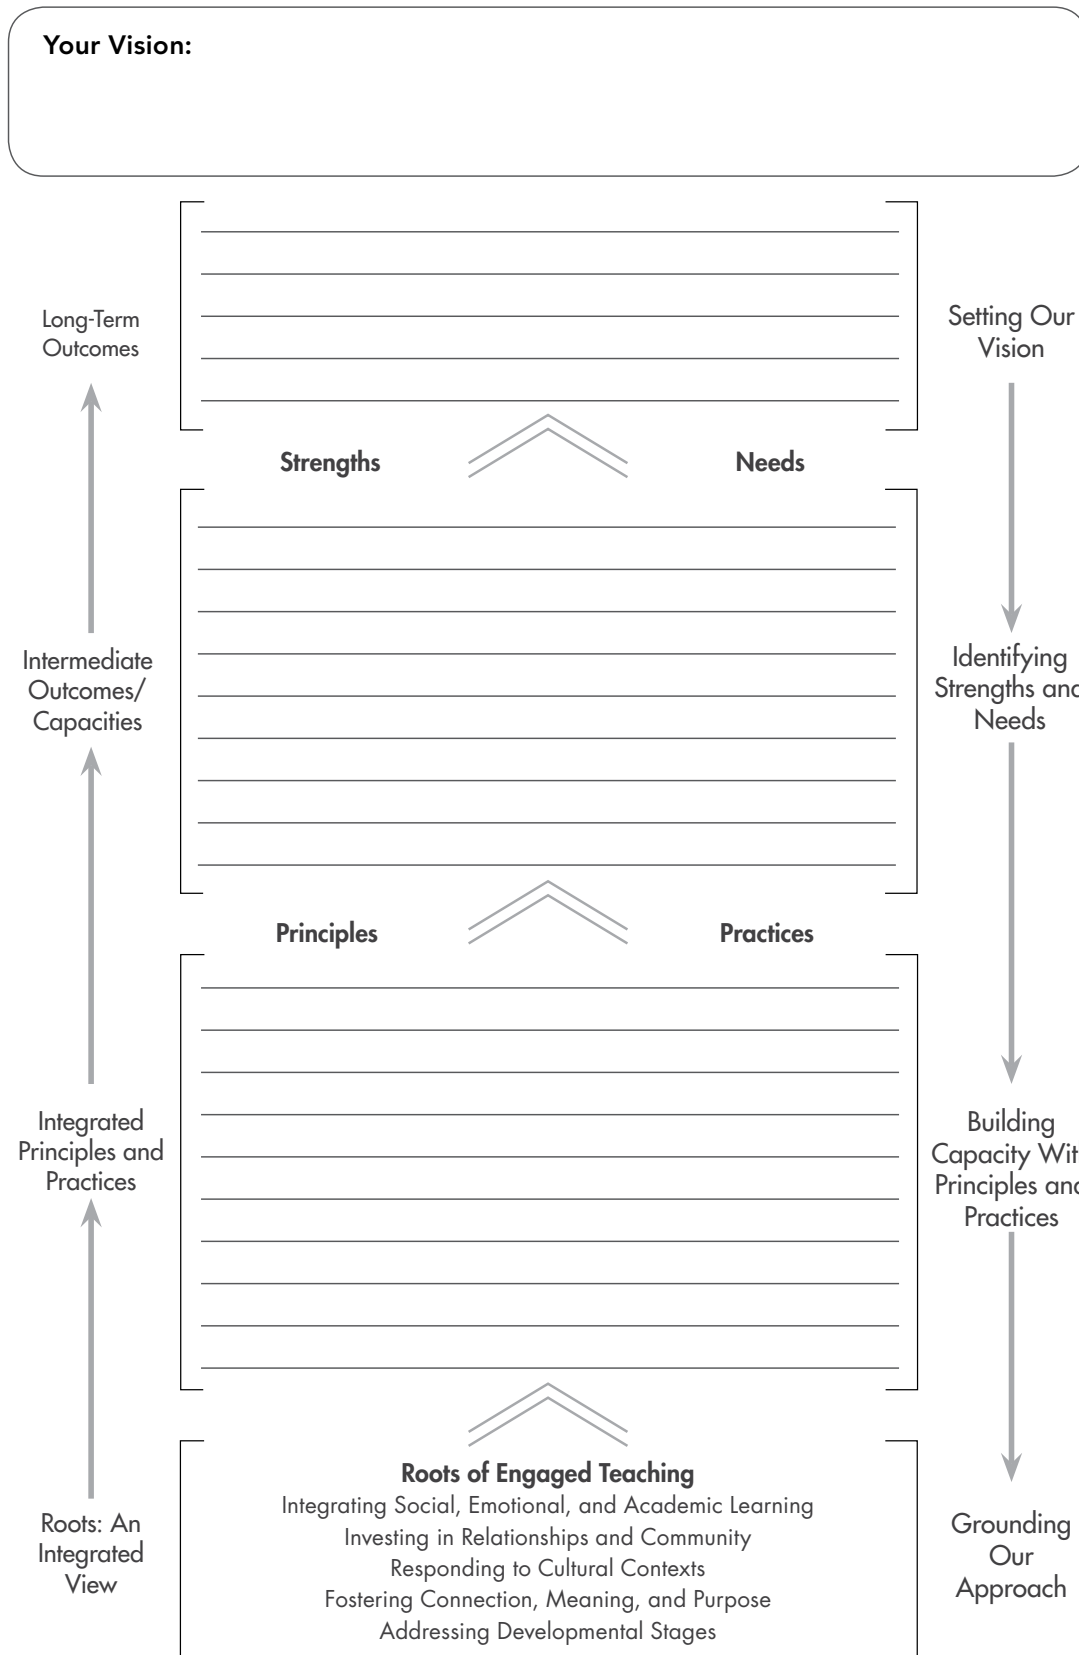 Your Vision:
Long-Term
Outcomes
Setting Our
Vision
Strengths
Needs
Intermediate
Outcomes/
Capacities
Identifying
Strengths and
Needs
Principles
Practices
Integrated
Principles and
Practices
Building
Capacity Wit
Principles and
Practices
Roots of Engaged Teaching
Integrating Social, Emotional, and Academic Learning
Investing in Relationships and Community
Responding to Cultural Contexts
Fostering Connection, Meaning, and Purpose
Addressing Developmental Stages
Roots: An
Integrated
View
Grounding
Our
Approach